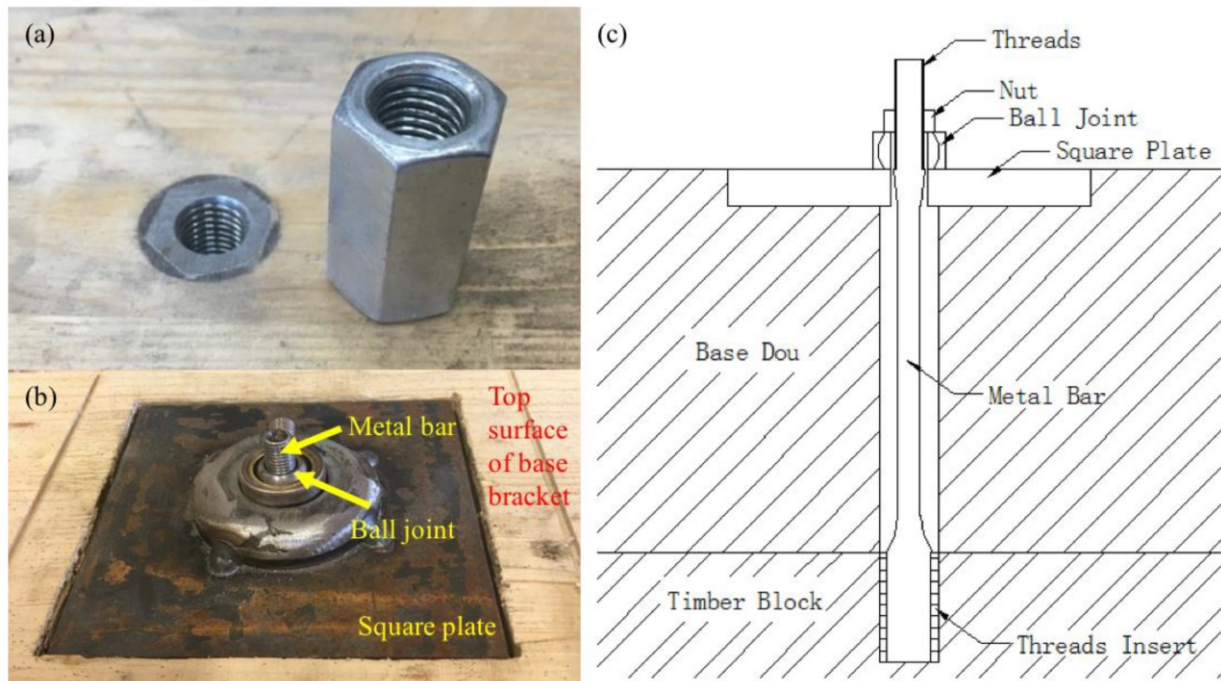 (a)
(b)
Metal bar
Ball joint
Square plate
Top
surface
of base
bracket
(c)
Threads
Nut
Ball Joint
Square Plate
Base Dou
Metal Bar
Timber Block
Threads Insert